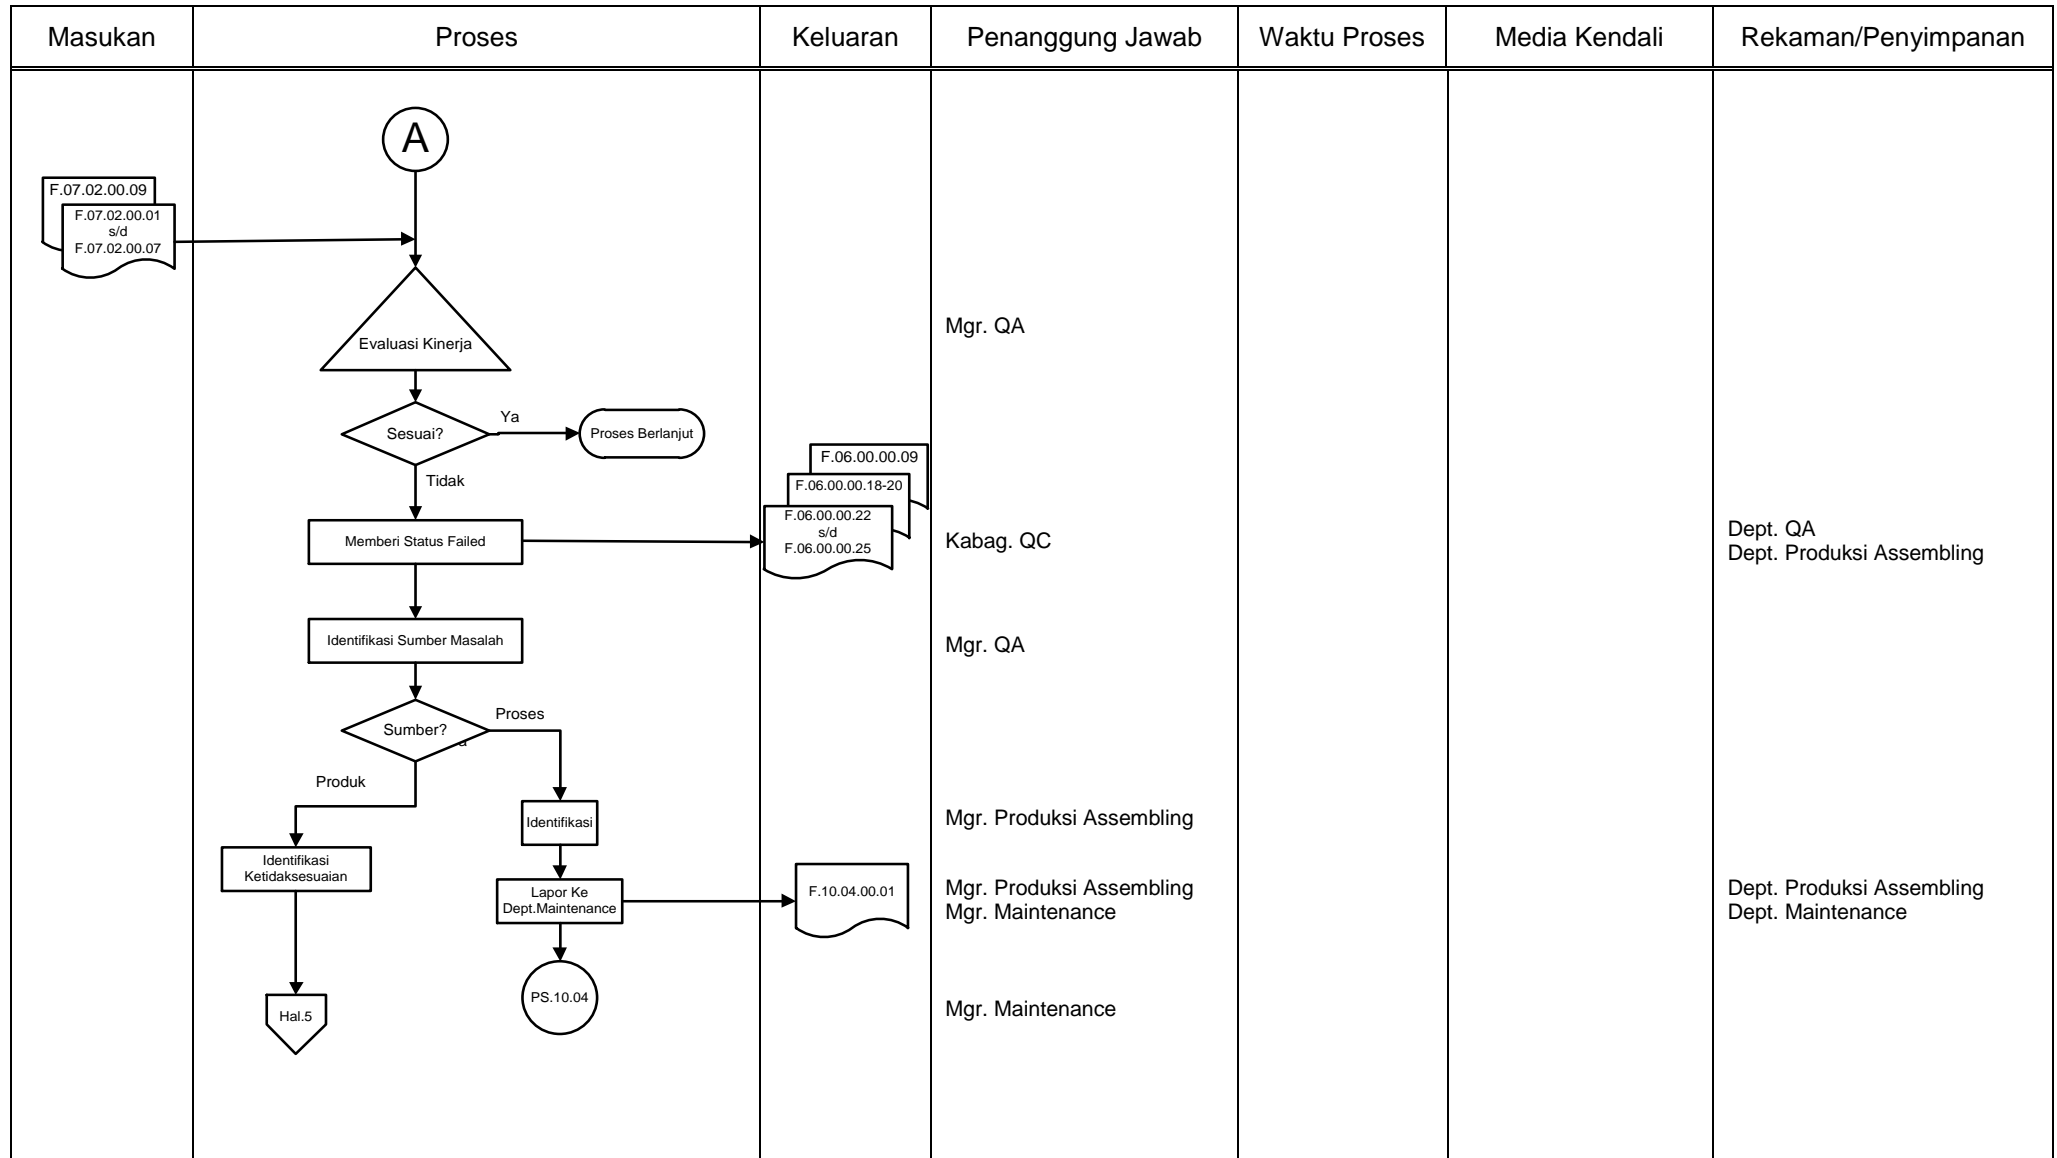 Masukan
Proses
Keluaran
Penanggung Jawab
Waktu Proses
Media Kendali
Rekaman/Penyimpanan
A
F.07.02.00.09
F.07.02.00.01
s/d
F.07.02.00.07
Evaluasi Kinerja
Mgr. QA
Sesuai?
Ya
Proses Berlanjut
Tidak
F.06.00.00.09
F.06.00.00.18-20
F.06.00.00.22
s/d
F.06.00.00.25
Memberi Status Failed
Kabag. QC
Dept. QA
Dept. Produksi Assembling
Identifikasi Sumber Masalah
Mgr. QA
Sumber?
Proses
Produk
Identifikasi
Mgr. Produksi Assembling
Identifikasi
Ketidaksesuaian
Lapor Ke
Dept.Maintenance
F.10.04.00.01
Mgr. Produksi Assembling
Mgr. Maintenance
Dept. Produksi Assembling
Dept. Maintenance
Hal.5
PS.10.04
Mgr. Maintenance